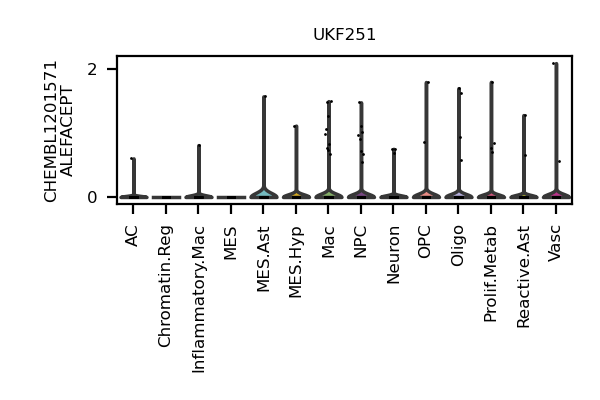 UKF251
CHEMBL1201571
ALEFACEPT
2
0
AC
Chromatin.Reg
Inflammatory.Mac
MES
MES.Ast
MES.Hyp
Mac
NPC
Neuron
OPC
Oligo
Prolif.Metab
Reactive.Ast
Vasc